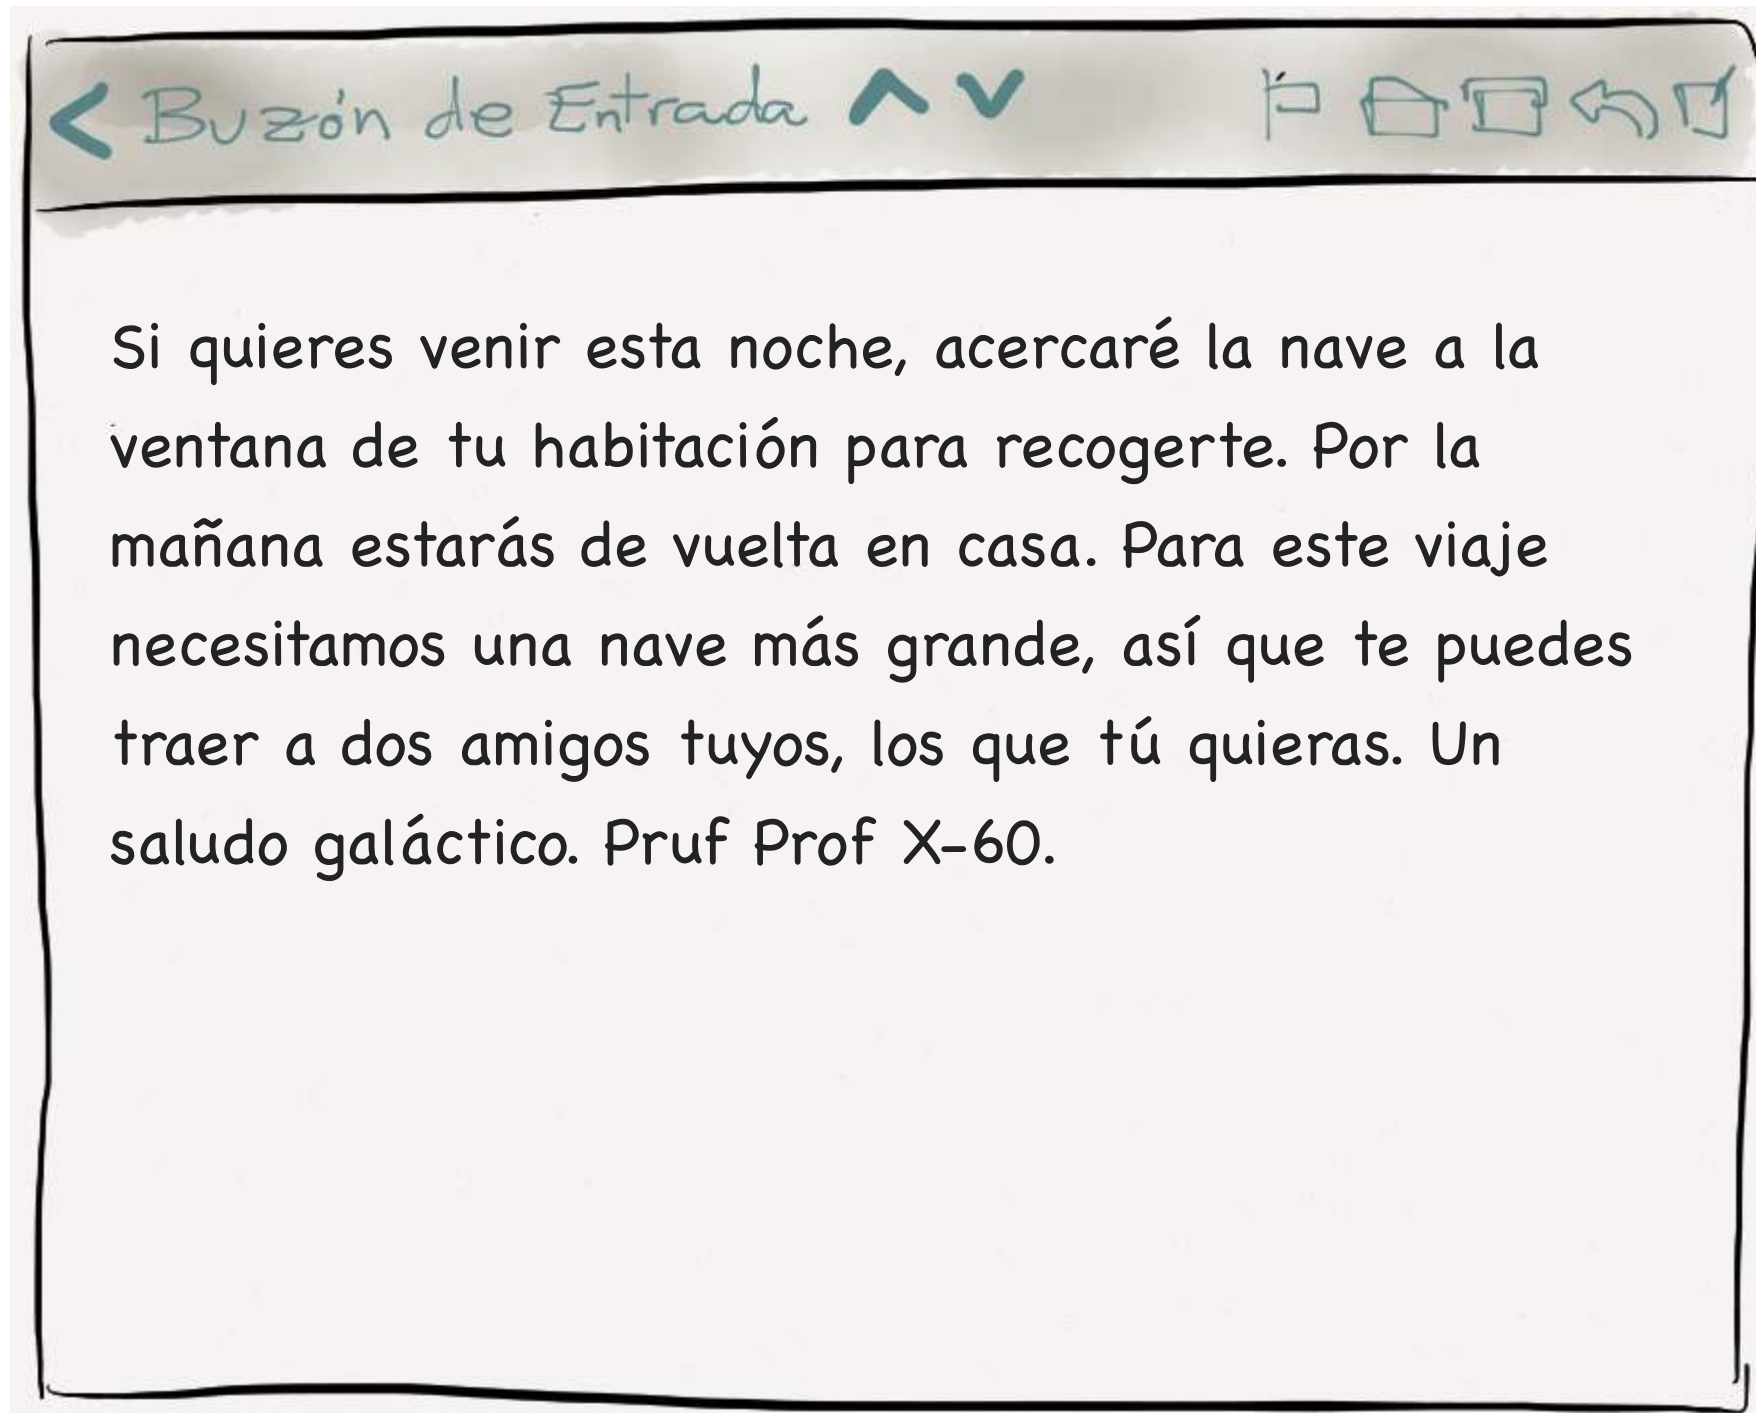 Buzón de Entrada
Si quieres venir esta noche, acercaré la nave a la
ventana de tu habitación para recogerte. Por la
mañana estarás de vuelta en casa. Para este viaje
necesitamos una nave más grande, así que te puedes
traer a dos amigos tuyos, los que tú quieras. Un
saludo galáctico. Pruf Prof X-60.